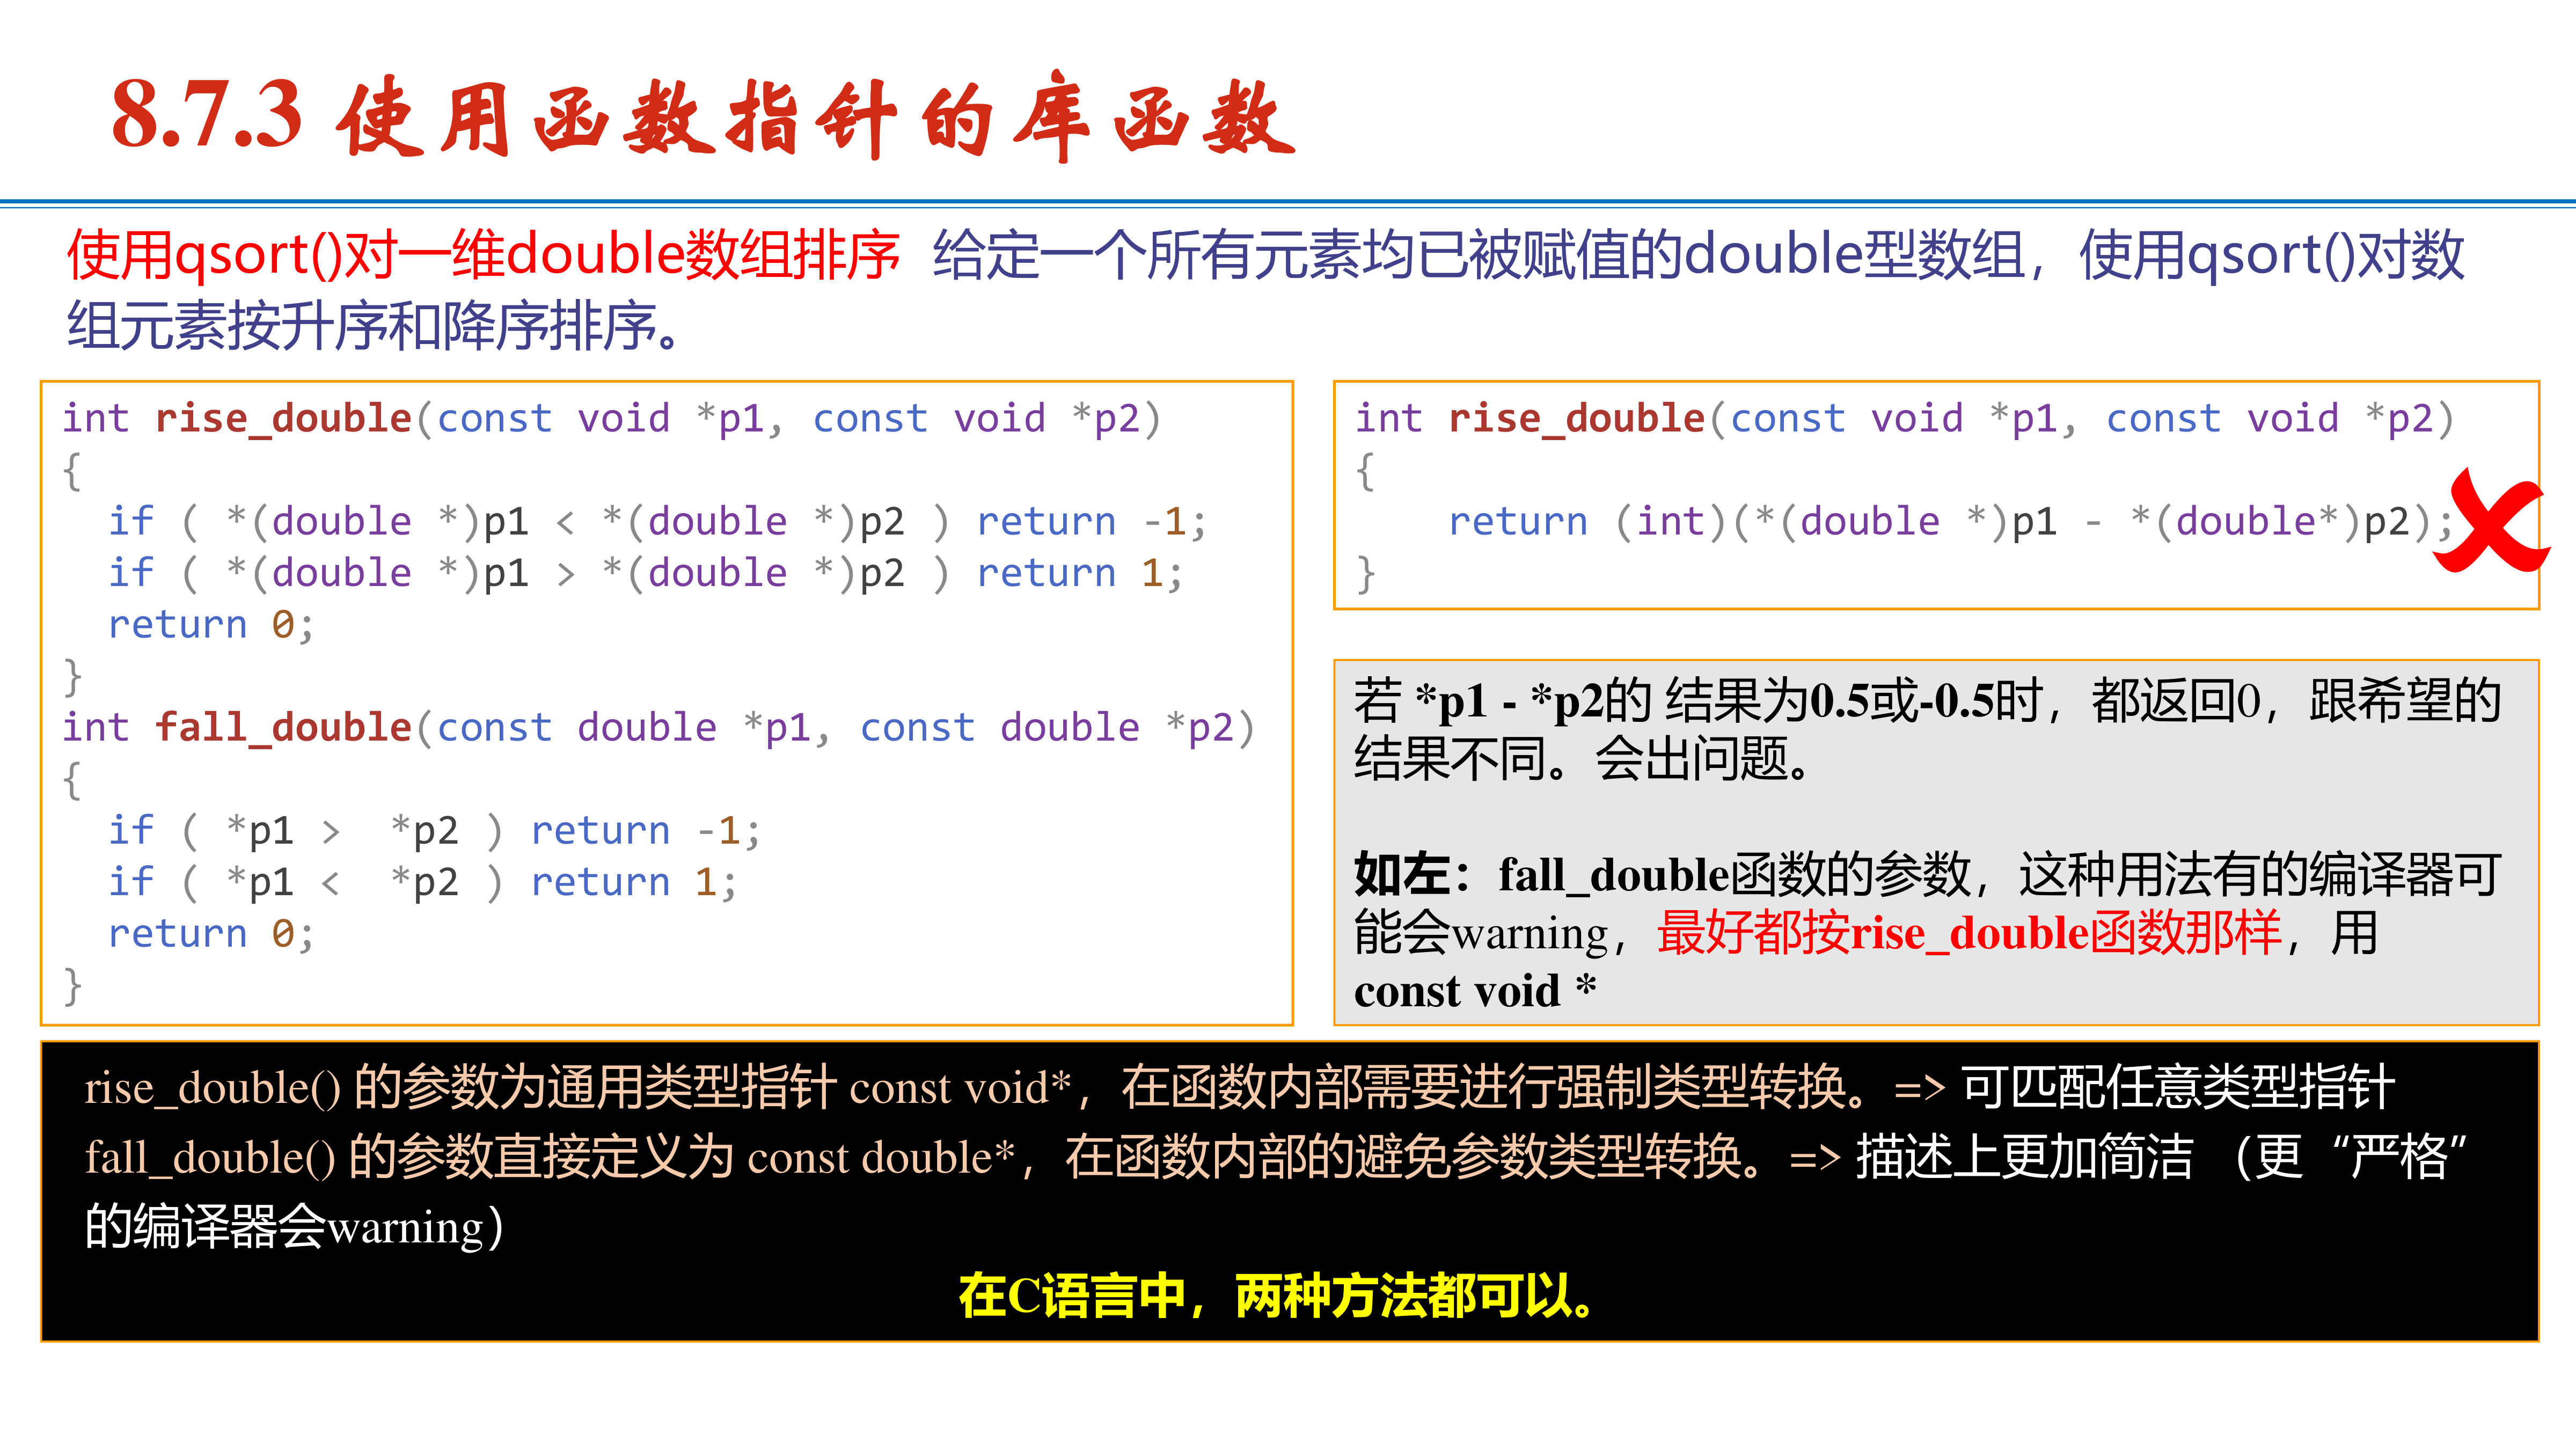 8.7.3 使用函数指针的库函数
使用qsort()对一维double数组排序 给定一个所有元素均已被赋值的double型数组，使用qsort()对数
组元素按升序和降序排序。
int rise_double(const void *p1, const void *p2)
{
  if ( *(double *)p1 < *(double *)p2 ) return -1;
  if ( *(double *)p1 > *(double *)p2 ) return 1;
  return 0;
}
int fall_double(const double *p1, const double *p2)
{
  if ( *p1 >  *p2 ) return -1;
  if ( *p1 <  *p2 ) return 1;
  return 0;
}
int rise_double(const void *p1, const void *p2)
{
    return (int)(*(double *)p1 - *(double*)p2);
}
若 *p1 - *p2的 结果为0.5或-0.5时，都返回0，跟希望的
结果不同。会出问题。
如左：fall_double函数的参数，这种用法有的编译器可
能会warning，最好都按rise_double函数那样，用
const void *
rise_double() 的参数为通用类型指针 const void*，在函数内部需要进行强制类型转换。=> 可匹配任意类型指针
fall_double() 的参数直接定义为 const double*，在函数内部的避免参数类型转换。=> 描述上更加简洁 （更“严格”
的编译器会warning）
在C语言中，两种方法都可以。